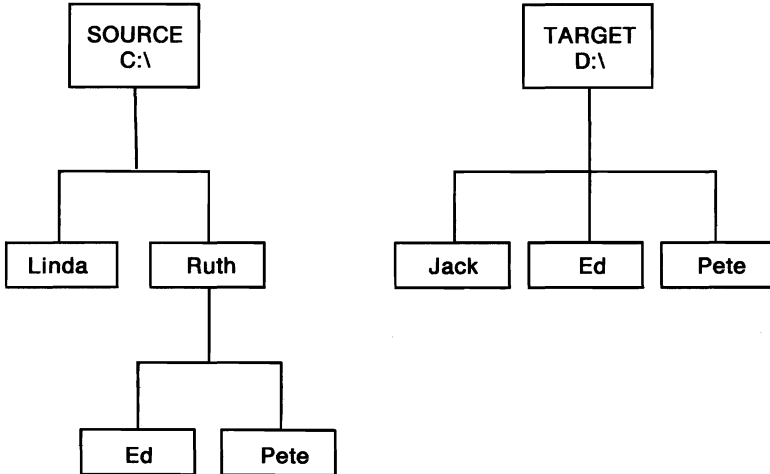 SOURCE
C:\
TARGET
D:\
Linda
Ruth
Jack
Ed
Pete
Ed
Pete